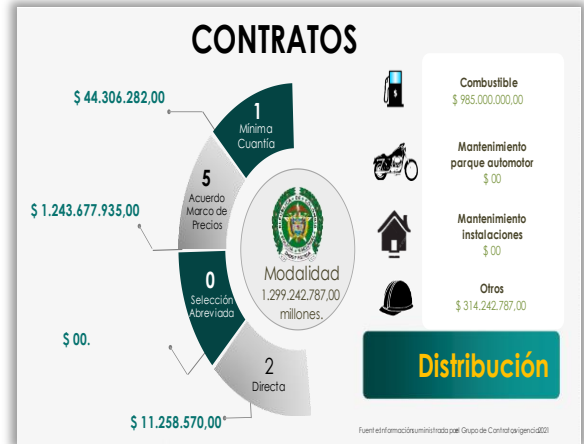 CONTRATOS
$ 44.306.282,00
1
Mínima
Cuantía
$ 1.243.677.935,00
5
Acuerdo
Marco de
Precios
$ 00.
0
Selección
Abreviada
$ 11.258.570,00
2
Directa
Modalidad
1.299.242.787,00
millones.
Combustible
$ 985.000.000,00
Mantenimiento
parque automotor
$ 00
Mantenimiento
instalaciones
$ 00
Otros
$ 314.242.787,00
Distribución